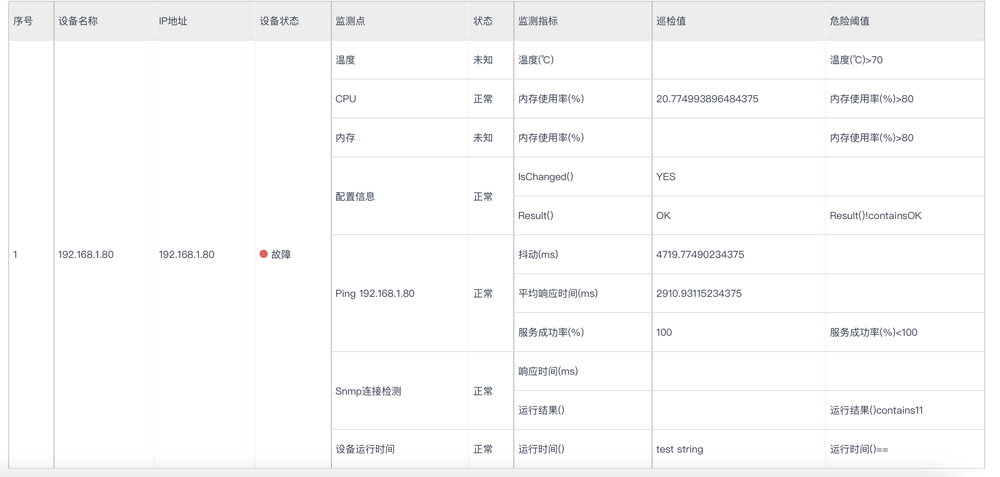 序号 设备名称 IP地址 设备状态 监测点 状态 监测指标 巡检值 危险阈值
温度 未知 温度(℃) 温度(℃)>70
CPU 正常 内存使用率(%) 20.774993896484375 内存使用率(%)>80
内存 未知 内存使用率(%) 内存使用率(%)>80
配置信息 正常 IsChanged() YES
Result() OK Result()!containsOK
1 192.168.1.80 192.168.1.80 故障
抖动(ms) 4719.77490234375
Ping 192.168.1.80 正常 平均响应时间(ms) 2910.93115234375
服务成功率(%) 100 服务成功率(%)<100
Snmp连接检测 正常 响应时间(ms)
运行结果() 运行结果()contains11
设备运行时间 正常 运行时间() test string 运行时间()==